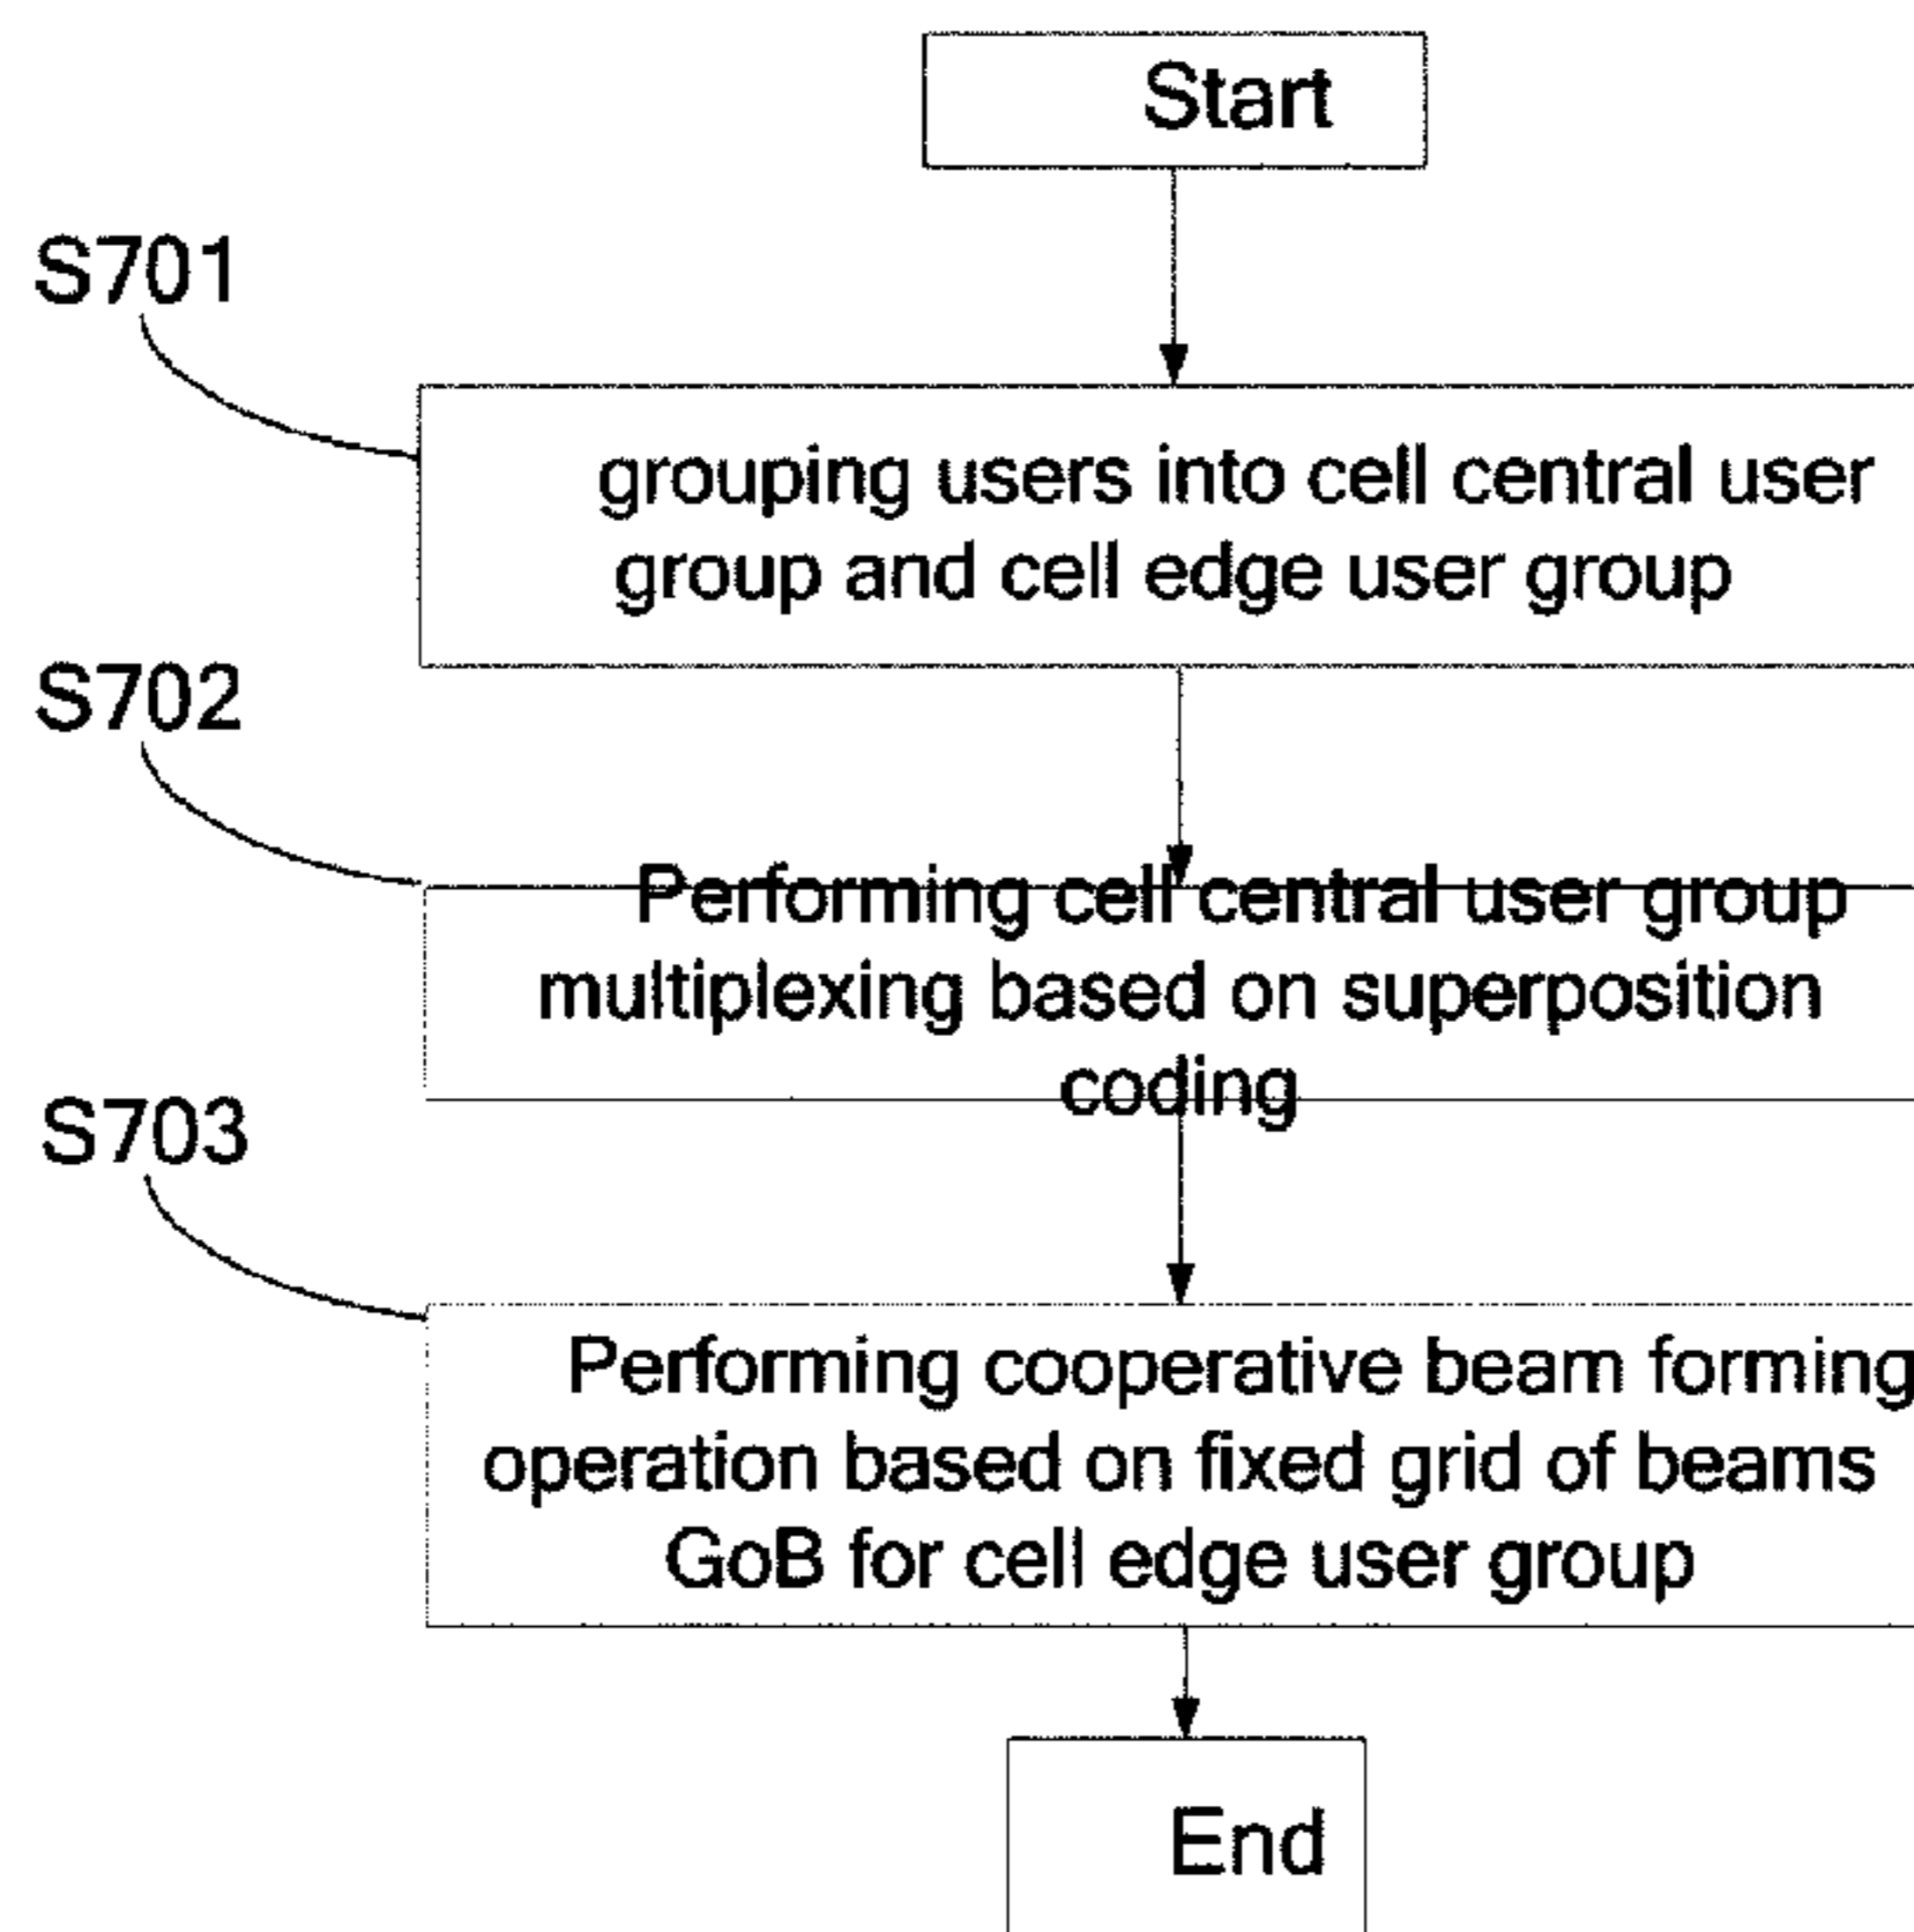 Start
S701
grouping users into cell central user
group and cell edge user group
S702
Performing cell central user group
multiplexing based on superposition
coding
S703
Performing cooperative beam forming
operation based on fixed grid of beams
GoB for cell edge user group
End